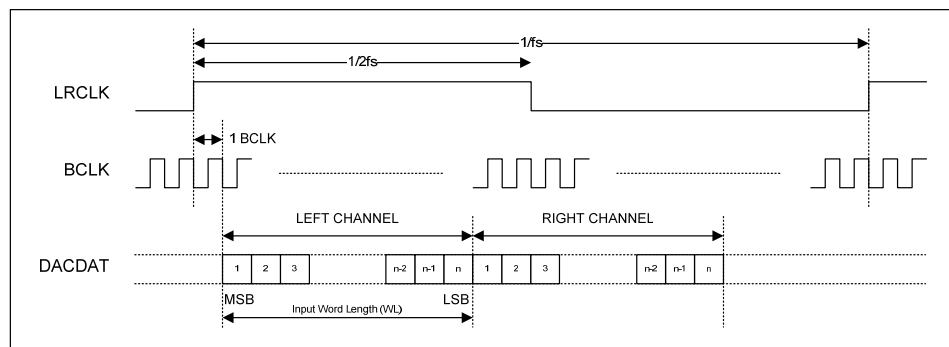 1/fs
1/2fs
LRCLK
1 BCLK
BCLK
LEFT CHANNEL RIGHT CHANNEL
DACDAT 1 2 3 n-2 n-1 n 1 2 3 n-2 n-1 n
MSB LSB
Input Word Length (WL)